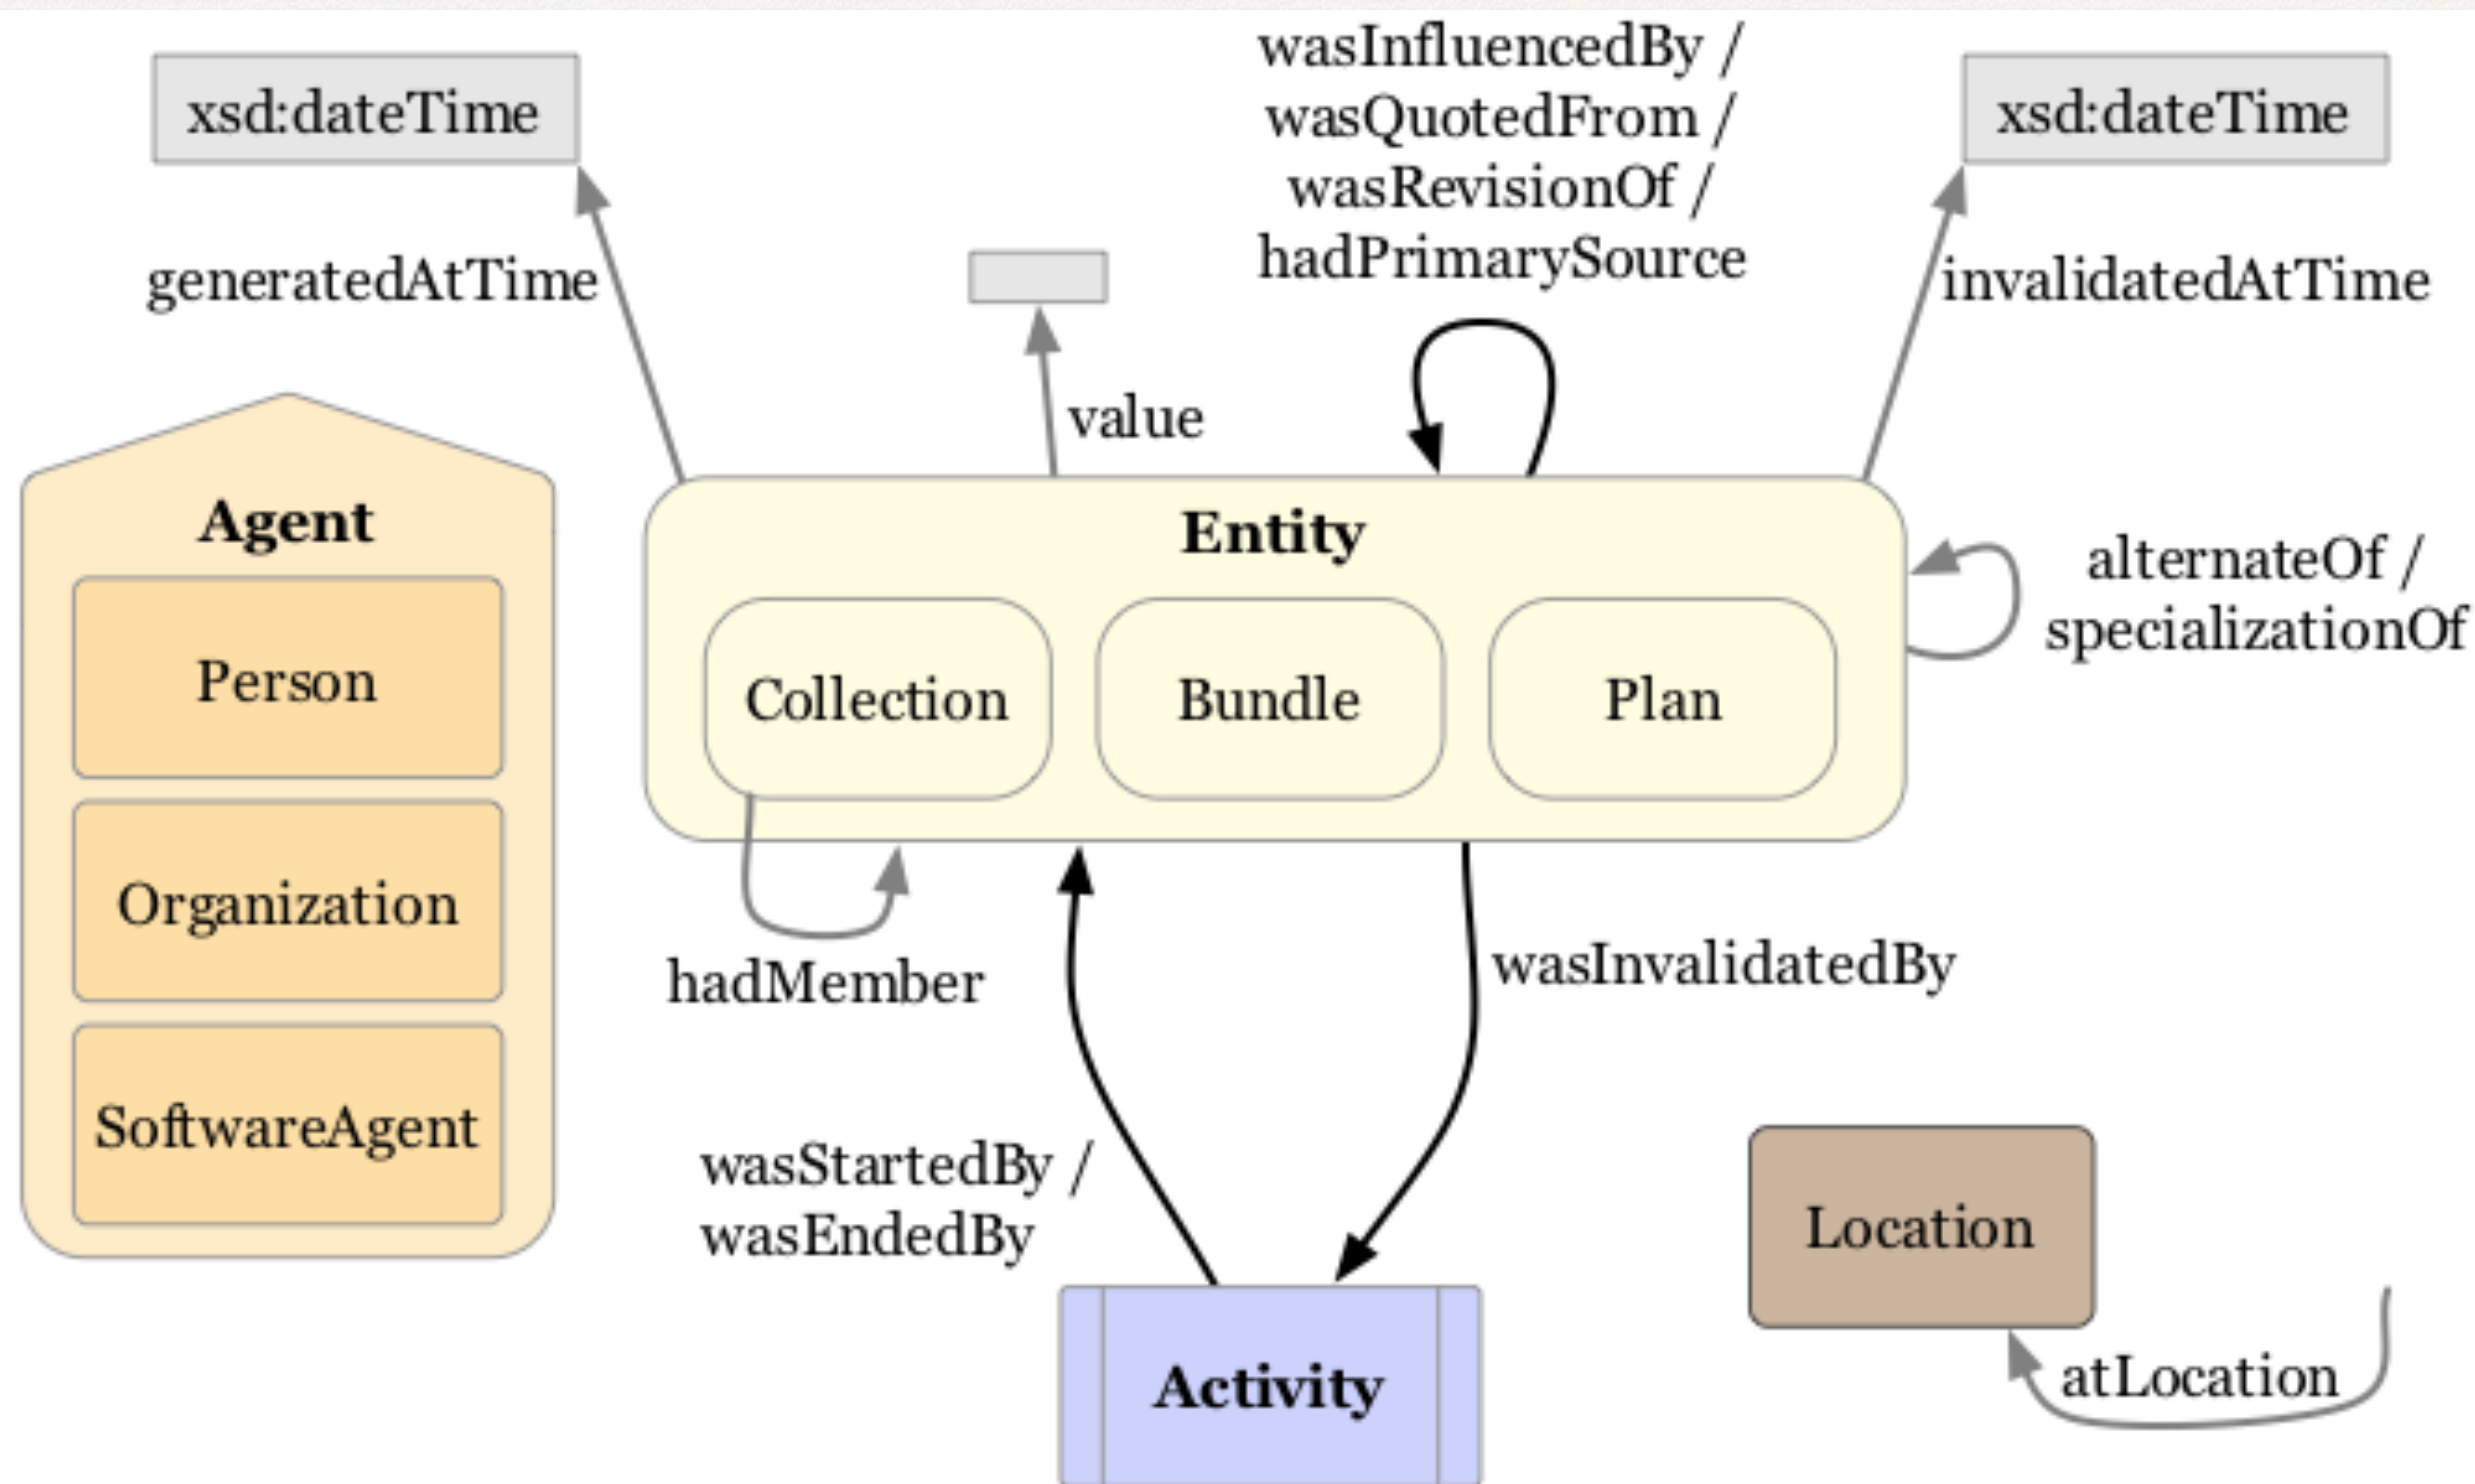 wasInfluencedBy /
wasQuotedFrom /
wasRevisionOf /
hadPrimarySource
xsd:dateTime
xsd:dateTime
generatedAtTime
invalidatedAtTime
value
Agent
Person
Organization
SoftwareAgent
Entity
Collection
Bundle
Plan
alternateOf /
specializationOf
hadMember
wasInvalidatedBy
wasStartedBy /
wasEndedBy
Location
atLocation
Activity